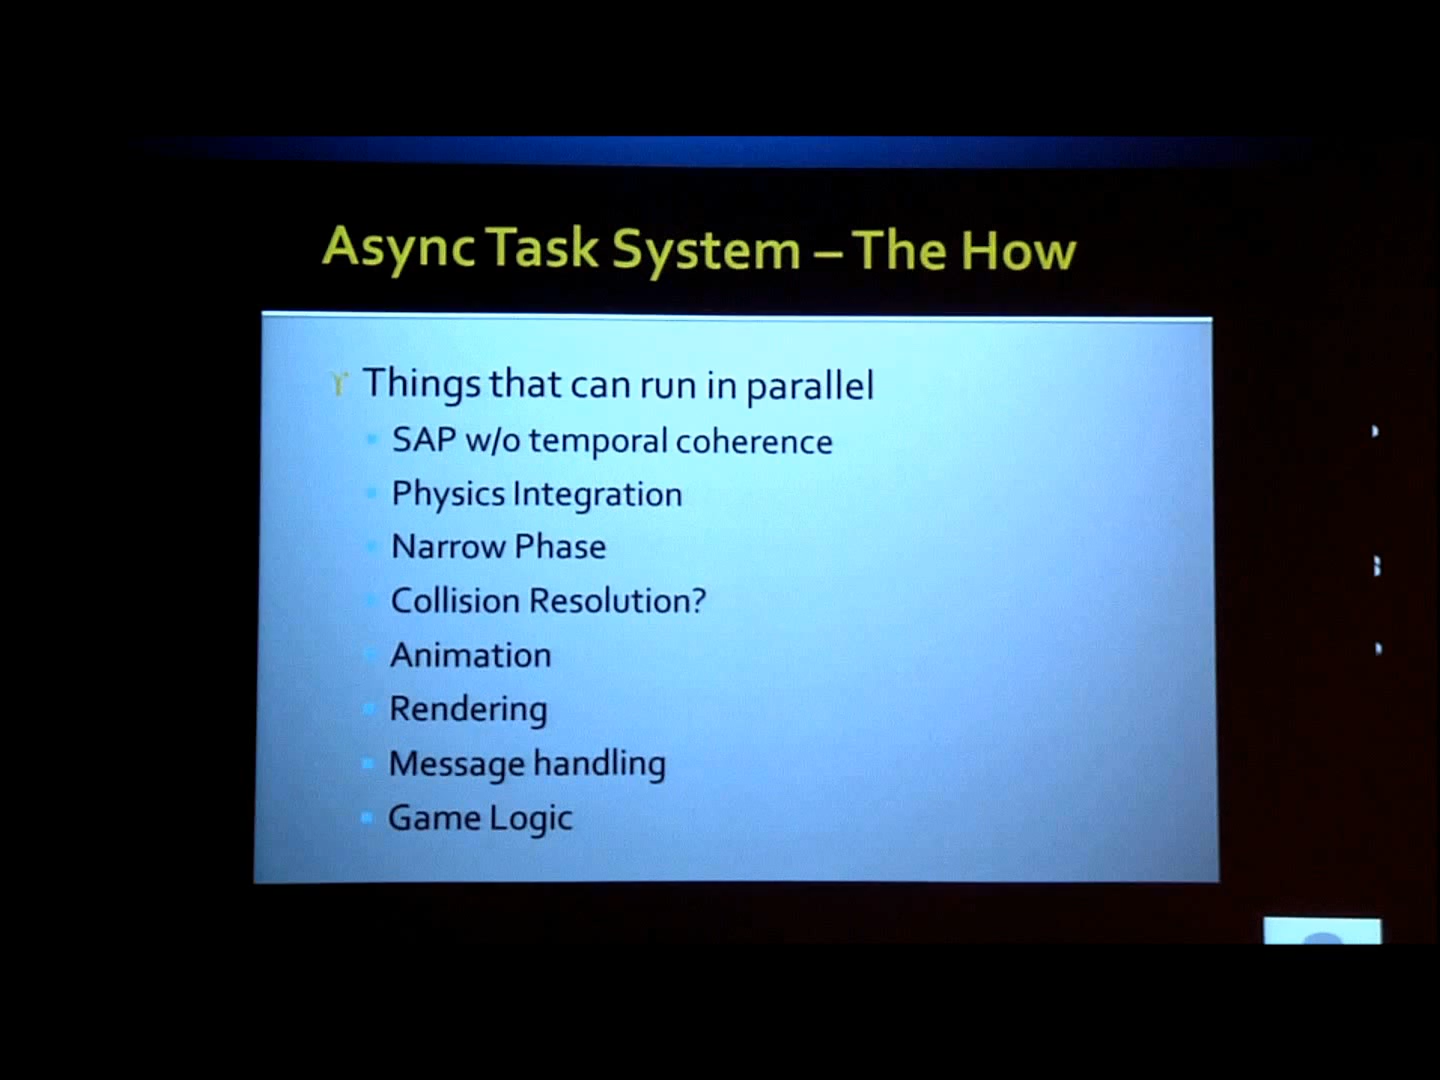 Async Task System – The How
Things that can run in parallel
SAP w/o temporal coherence
Physics Integration
Narrow Phase
Collision Resolution?
Animation
Rendering
Message handling
Game Logic